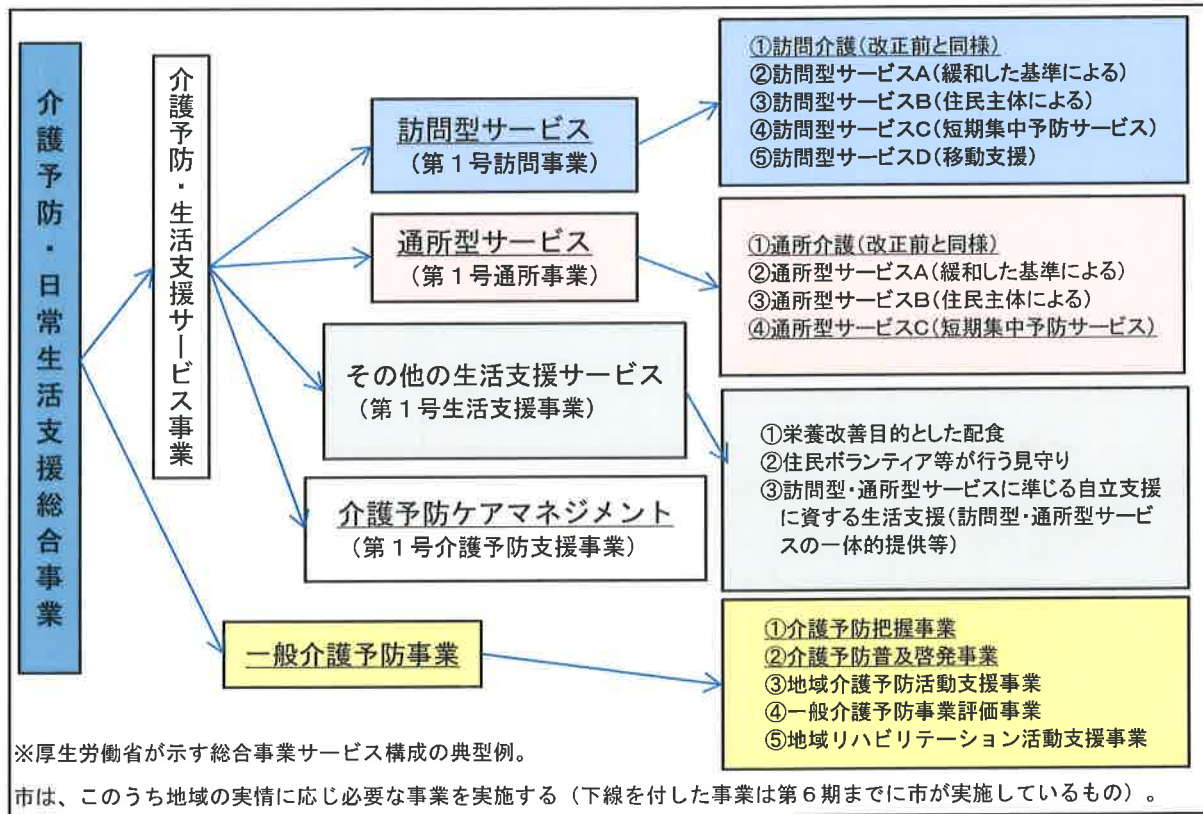 介護予防・日常生活支援総合事業
介護予防・生活支援サービス事業
訪問型サービス
(第1号訪問事業)
①訪問介護(改正前と同様)
②訪問型サービスA(緩和した基準による)
③訪問型サービスB(住民主体による)
④訪問型サービスC(短期集中予防サービス)
⑤訪問型サービスD(移動支援)
通所型サービス
(第1号通所事業)
①通所介護(改正前と同様)
②通所型サービスA(緩和した基準による)
③通所型サービスB(住民主体による)
④通所型サービスC(短期集中予防サービス)
その他の生活支援サービス
(第1号生活支援事業)
①栄養改善目的とした配食
②住民ボランティア等が行う見守り
③訪問型・通所型サービスに準じる自立支援
に資する生活支援(訪問型・通所型サービ
スの一体的提供等)
介護予防ケアマネジメント
(第1号介護予防支援事業)
一般介護予防事業
①介護予防把握事業
②介護予防普及啓発事業
③地域介護予防活動支援事業
④一般介護予防事業評価事業
⑤地域リハビリテーション活動支援事業
※厚生労働省が示す総合事業サービス構成の典型例。
市は、このうち地域の実情に応じ必要な事業を実施する(下線を付した事業は第6期までに市が実施しているもの)。